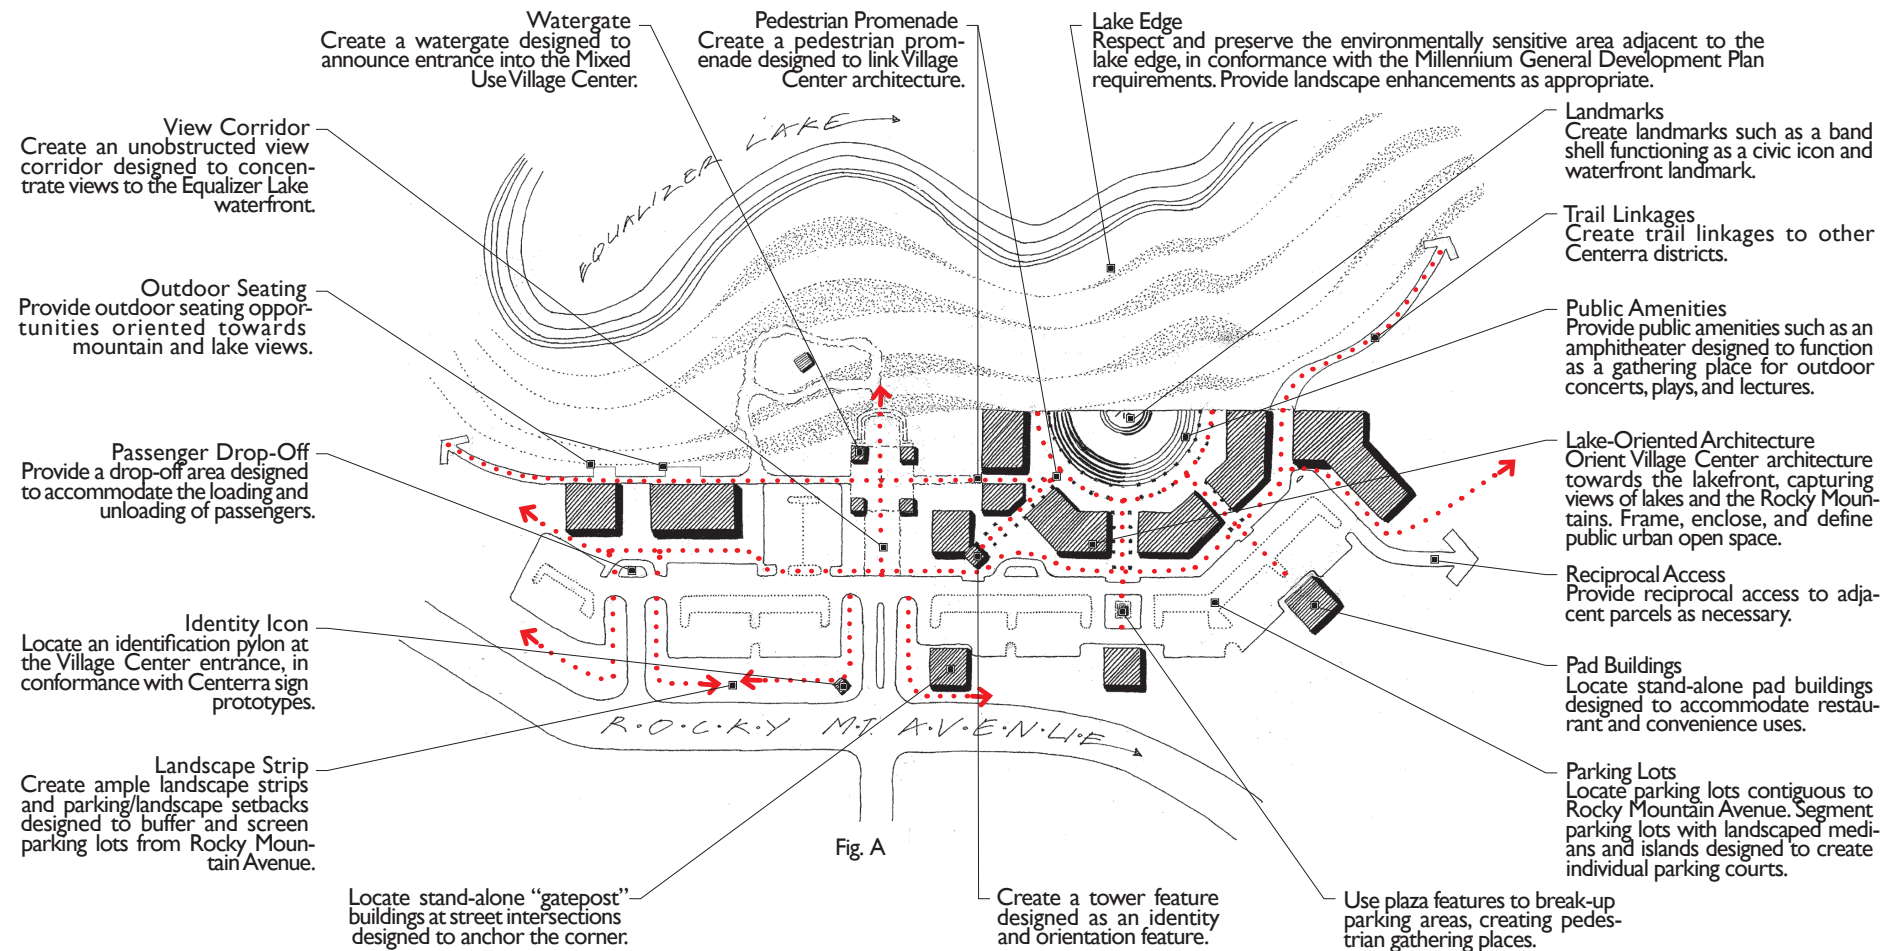 Watergate
Create a watergate designed to
announce entrance into the Mixed
Use Village Center.
Pedestrian Promenade
Create a pedestrian prom-
enade designed to link Village
Center architecture.
Lake Edge
Respect and preserve the environmentally sensitive area adjacent to the
lake edge, in conformance with the Millennium General Development Plan
requirements. Provide landscape enhancements as appropriate.
View Corridor
Create an unobstructed view
corridor designed to concen-
trate views to the Equalizer Lake
waterfront.
Outdoor Seating
Provide outdoor seating oppor-
tunities oriented towards
mountain and lake views.
Passenger Drop-Off
Provide a drop-off area designed
to accommodate the loading and
unloading of passengers.
Identity Icon
Locate an identification pylon at
the Village Center entrance, in
conformance with Centerra sign
prototypes.
Landscape Strip
Create ample landscape strips
and parking/landscape setbacks
designed to buffer and screen
parking lots from Rocky Moun-
tain Avenue.
EQUALIZER LAKE
R·O·C·K·Y MT. A·V·E·N·U·E
Fig. A
Landmarks
Create landmarks such as a band
shell functioning as a civic icon and
waterfront landmark.
Trail Linkages
Create trail linkages to other
Centerra districts.
Public Amenities
Provide public amenities such as an
amphitheater designed to function
as a gathering place for outdoor
concerts, plays, and lectures.
Lake-Oriented Architecture
Orient Village Center architecture
towards the lakefront, capturing
views of lakes and the Rocky Moun-
tains. Frame, enclose, and define
public urban open space.
Reciprocal Access
Provide reciprocal access to adja-
cent parcels as necessary.
Pad Buildings
Locate stand-alone pad buildings
designed to accommodate restau-
rant and convenience uses.
Parking Lots
Locate parking lots contiguous to
Rocky Mountain Avenue. Segment
parking lots with landscaped medi-
ans and islands designed to create
individual parking courts.
Locate stand-alone “gatepost”
buildings at street intersections
designed to anchor the corner.
Create a tower feature
designed as an identity
and orientation feature.
Use plaza features to break-up
parking areas, creating pedes-
trian gathering places.